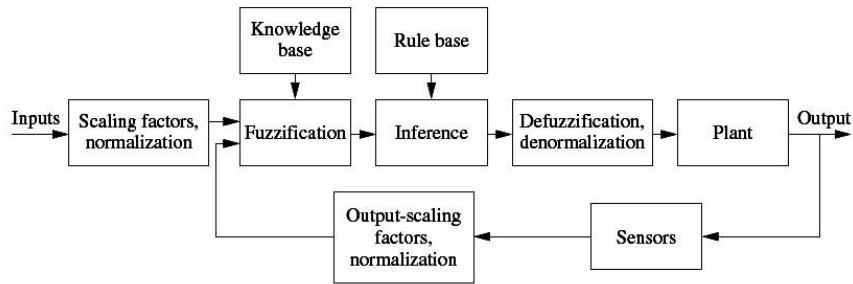 Knowledge
base
Rule base
Inputs
Scaling factors,
normalization
Fuzzification
Inference
Defuzzification,
denormalization
Plant
Output
Output-scaling
factors,
normalization
Sensors